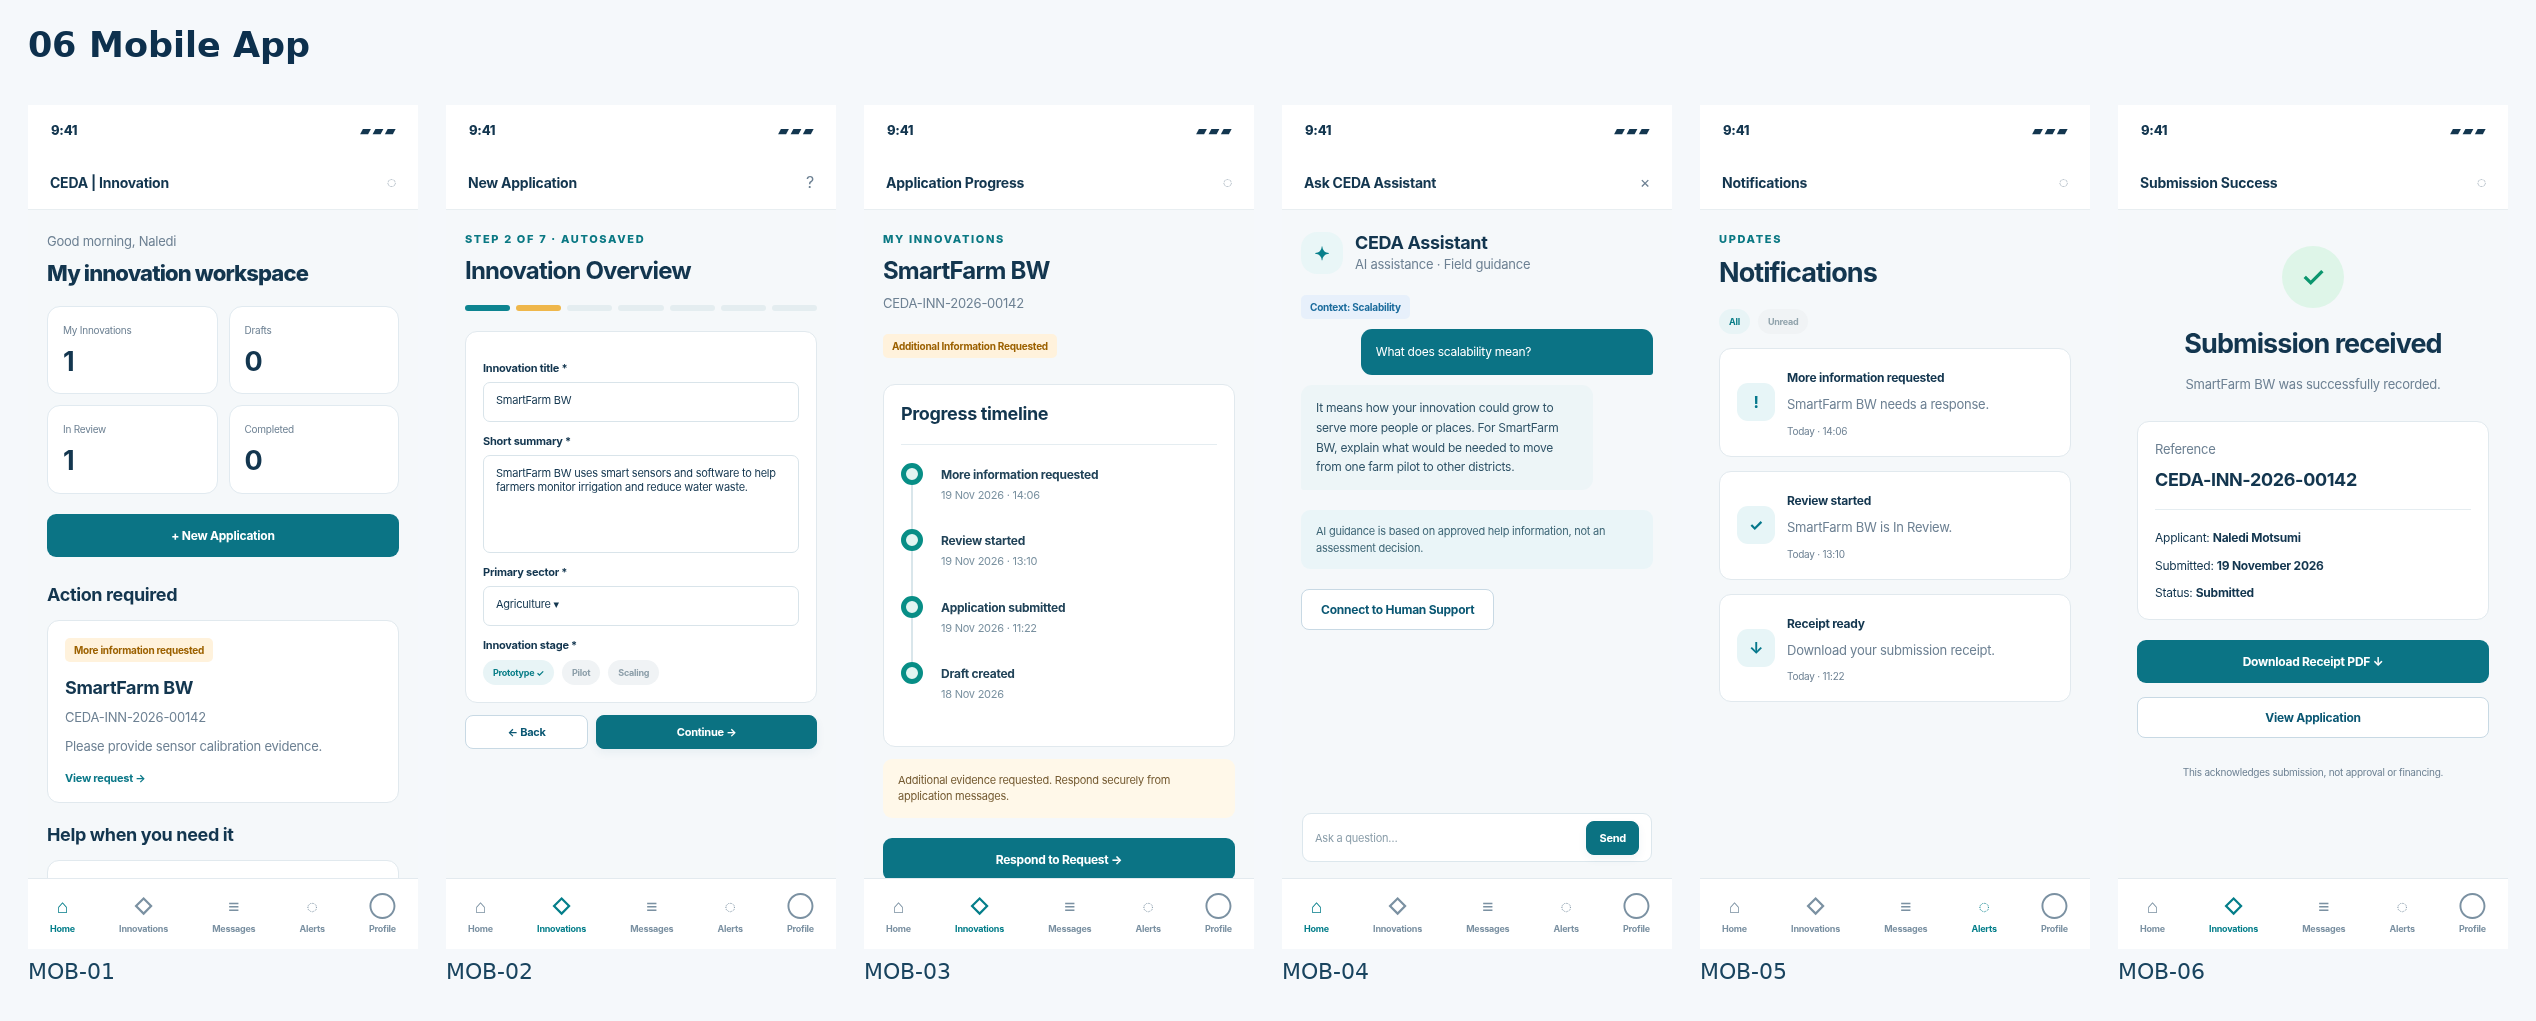 06 Mobile App
9:41
CEDA | Innovation
Good morning, Naledi
My innovation workspace
My Innovations
1
Drafts
0
In Review
1
Completed
0
+ New Application
Action required
More information requested
SmartFarm BW
CEDA-INN-2026-00142
Please provide sensor calibration evidence.
View request →
Help when you need it
Home
Innovations
Messages
Alerts
Profile
MOB-01
9:41
New Application
?
STEP 2 OF 7 · AUTOSAVED
Innovation Overview
Innovation title *
SmartFarm BW
Short summary *
SmartFarm BW uses smart sensors and software to help
farmers monitor irrigation and reduce water waste.
Primary sector *
Agriculture ▾
Innovation stage *
Prototype ✓
Pilot
Scaling
← Back
Continue →
Home
Innovations
Messages
Alerts
Profile
MOB-02
9:41
Application Progress
MY INNOVATIONS
SmartFarm BW
CEDA-INN-2026-00142
Additional Information Requested
Progress timeline
More information requested
19 Nov 2026 · 14:06
Review started
19 Nov 2026 · 13:10
Application submitted
19 Nov 2026 · 11:22
Draft created
18 Nov 2026
Additional evidence requested. Respond securely from
application messages.
Respond to Request →
Home
Innovations
Messages
Alerts
Profile
MOB-03
9:41
Ask CEDA Assistant
×
CEDA Assistant
AI assistance · Field guidance
Context: Scalability
What does scalability mean?
It means how your innovation could grow to
serve more people or places. For SmartFarm
BW, explain what would be needed to move
from one farm pilot to other districts.
AI guidance is based on approved help information, not an
assessment decision.
Connect to Human Support
Ask a question...
Send
Home
Innovations
Messages
Alerts
Profile
MOB-04
9:41
Notifications
UPDATES
Notifications
All
Unread
!
More information requested
SmartFarm BW needs a response.
Today · 14:06
Review started
SmartFarm BW is In Review.
Today · 13:10
Receipt ready
Download your submission receipt.
Today · 11:22
Home
Innovations
Messages
Alerts
Profile
MOB-05
9:41
Submission Success
Submission received
SmartFarm BW was successfully recorded.
Reference
CEDA-INN-2026-00142
Applicant: Naledi Motsumi
Submitted: 19 November 2026
Status: Submitted
Download Receipt PDF ↓
View Application
This acknowledges submission, not approval or financing.
Home
Innovations
Messages
Alerts
Profile
MOB-06